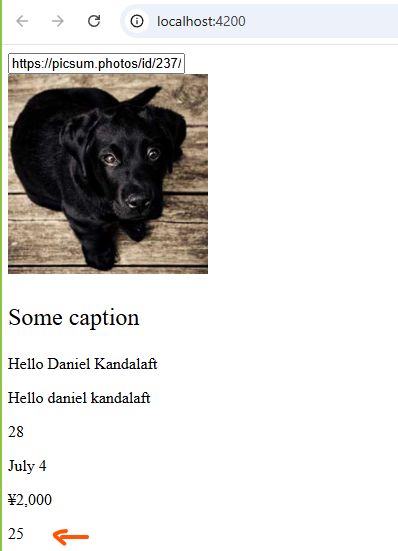 localhost:4200
https://picsum.photos/id/237/
Some caption
Hello Daniel Kandalaft
Hello daniel kandalaft
28
July 4
¥2,000
25